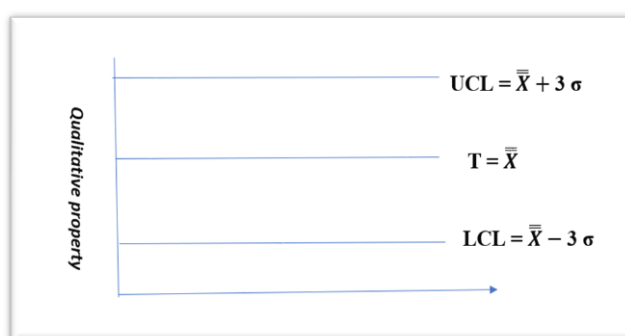 UCL = X̿ + 3 σ
Qualitative property
T = X̿
LCL = X̿ − 3 σ